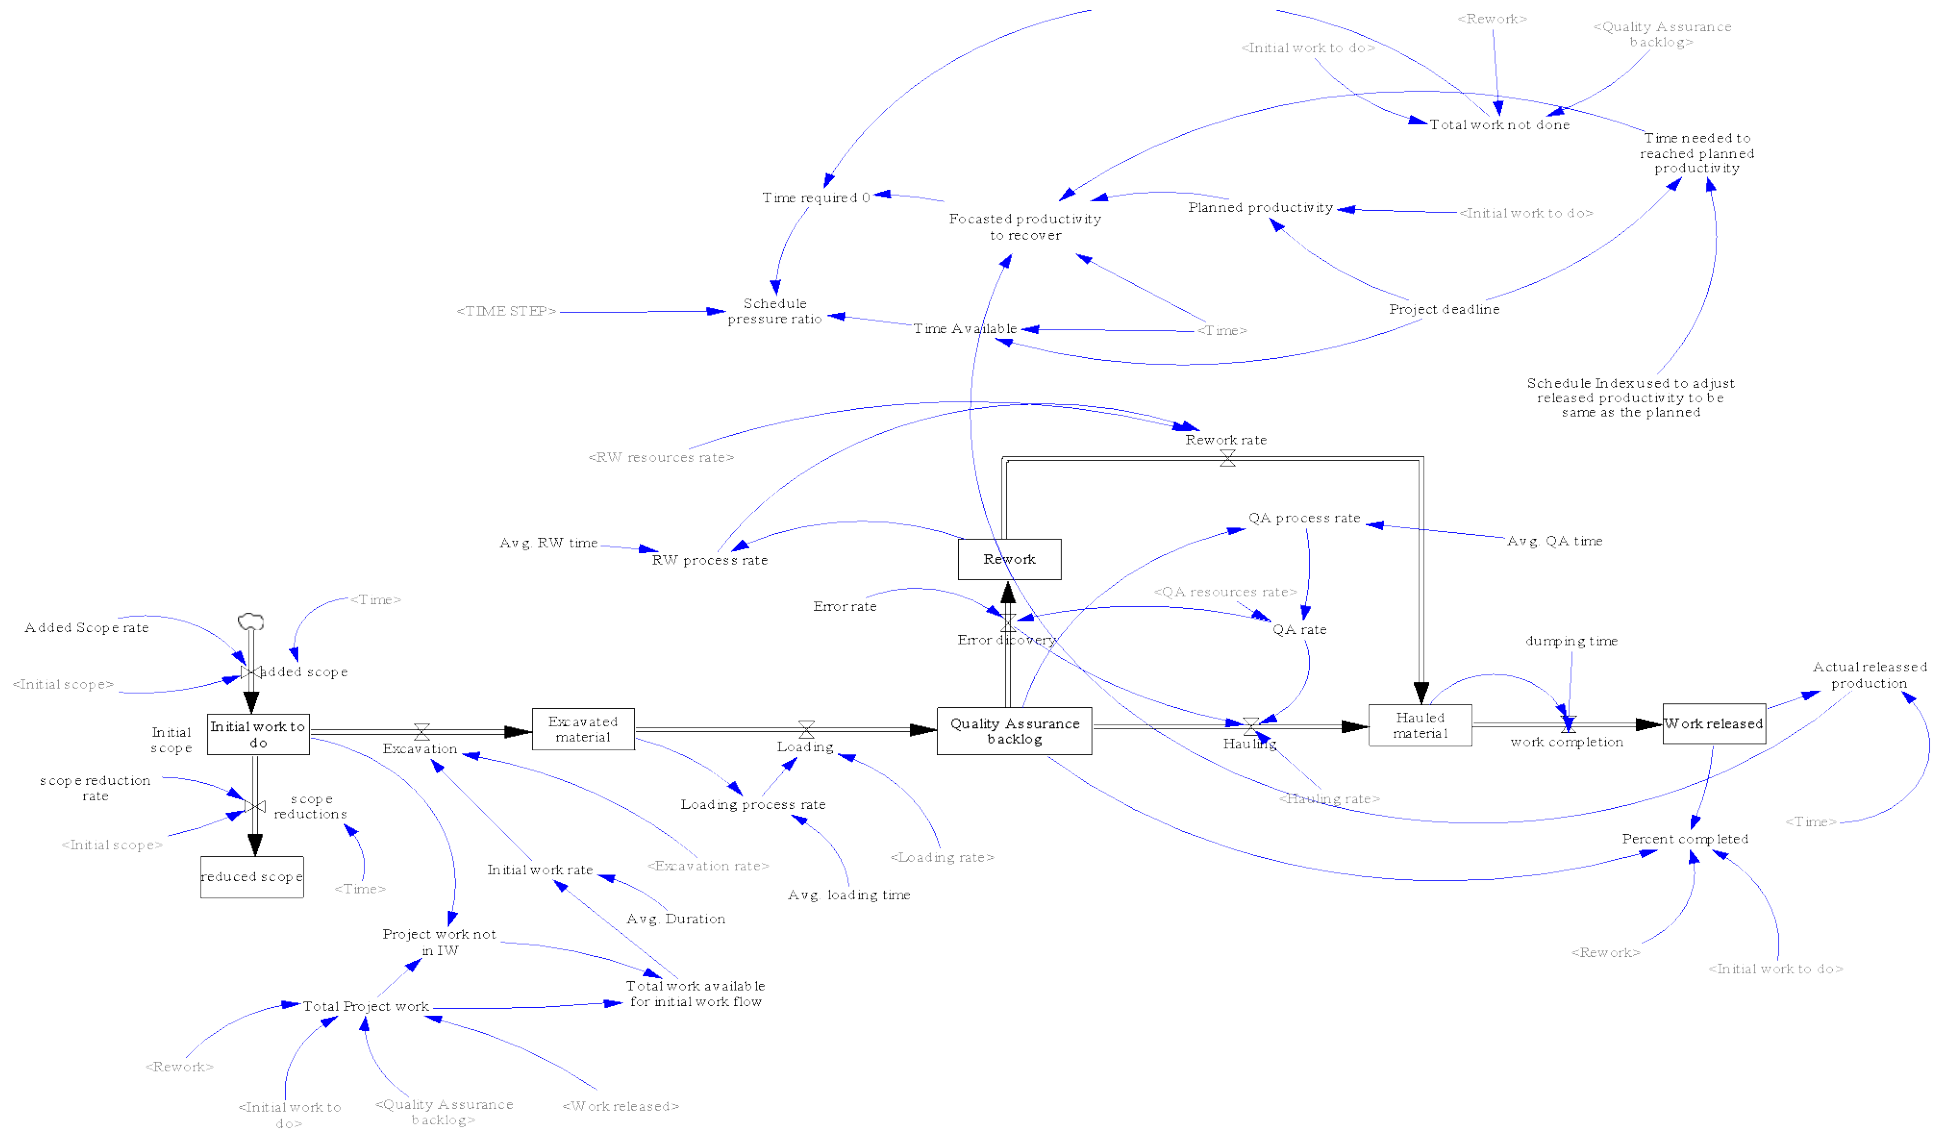 <Rework>
<Quality Assurance
backlog>
<Initial work to do>
Total work not done
Time needed to
reached planned
productivity
Time required 0
Focasted productivity
to recover
Planned productivity
<Initial work to do>
<TIME STEP>
Schedule
pressure ratio
Time Available
<Time>
Project deadline
Schedule Index used to adjust
released productivity to be
same as the planned
<RW resources rate>
Rework rate
QA process rate
Avg. QA time
Avg. RW time
RW process rate
Rework
<QA resources rate>
Error rate
QA rate
Error dicovery
dumping time
<Time>
Added Scope rate
added scope
<Initial scope>
Actual releassed
production
Initial
scope
Initial work to
do
Excavation
Excavated
material
Loading
Quality Assurance
backlog
Hauling
Hauled
material
work completion
Work released
scope reduction
rate
scope
reductions
<Initial scope>
Loading process rate
<Hauling rate>
<Time>
Percent completed
reduced scope
<Time>
Initial work rate
<Exavation rate>
<Loading rate>
Avg. loading time
Avg. Duration
Project work not
in IW
<Rework>
<Initial work to do>
Total work available
for initial work flow
Total Project work
<Rework>
<Initial work to
do>
<Quality Assurance
backlog>
<Work released>